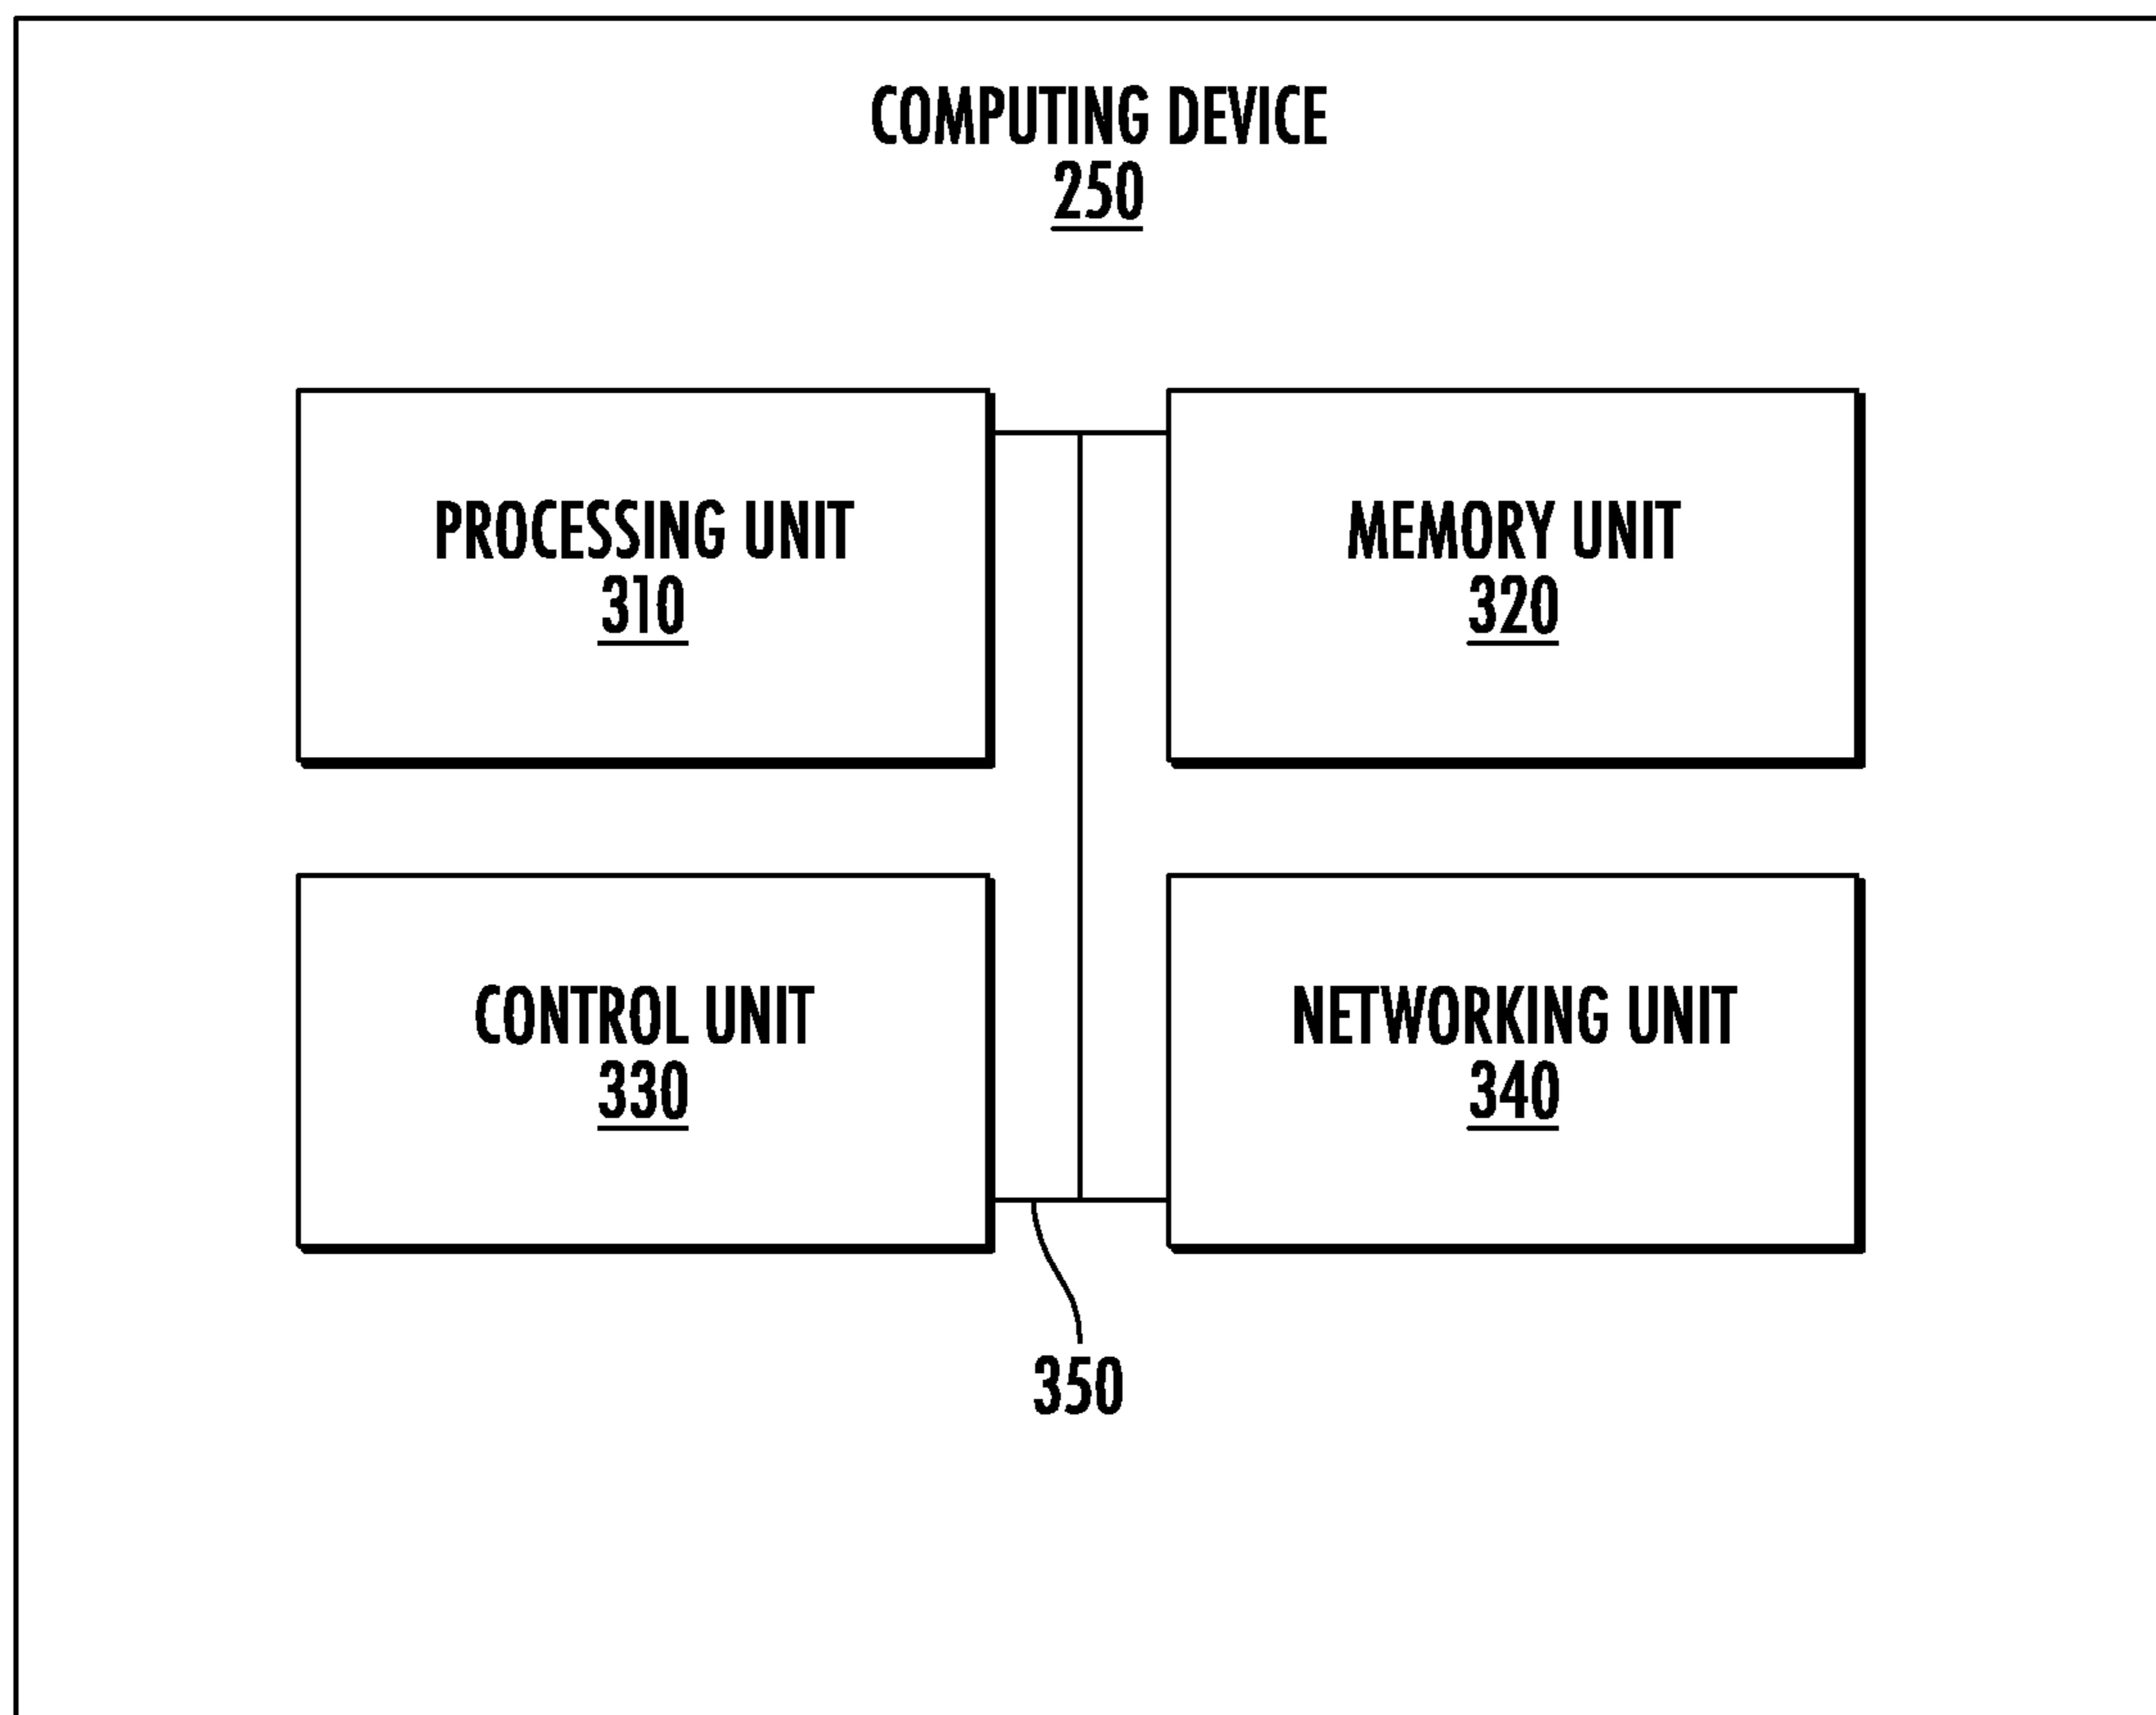 COMPUTING DEVICE
250
PROCESSING UNIT
310
MEMORY UNIT
320
CONTROL UNIT
330
NETWORKING UNIT
340
350